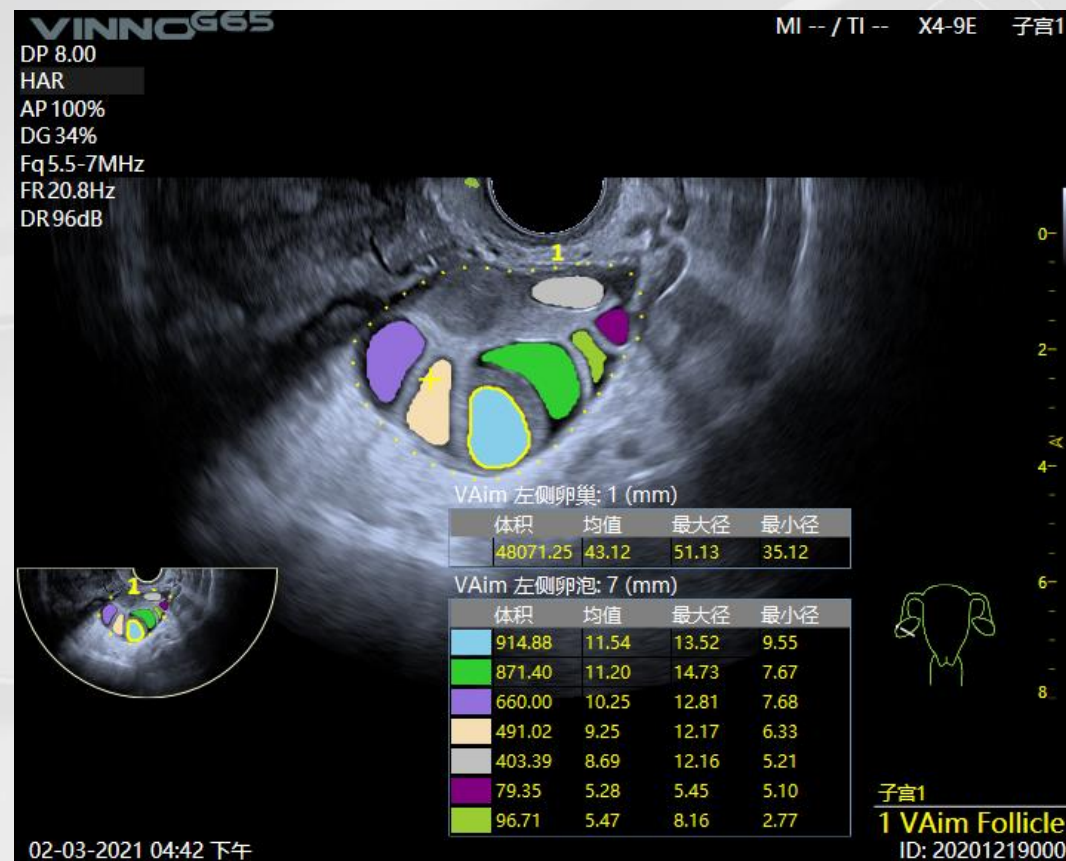 VINNO G65
MI -- / TI -- X4-9E 子宫1
DP 8.00
HAR
AP 100%
DG 34%
Fq 5.5-7MHz
FR 20.8Hz
DR 96dB
0
1
2
4
6
8
VAim 左侧卵巢: 1 (mm)
体积 均值 最大径 最小径
48071.25 43.12 51.13 35.12
VAim 左侧卵泡: 7 (mm)
体积 均值 最大径 最小径
914.88 11.54 13.52 9.55
871.40 11.20 14.73 7.67
660.00 10.25 12.81 7.68
491.02 9.25 12.17 6.33
403.39 8.69 12.16 5.21
79.35 5.28 5.45 5.10
96.71 5.47 8.16 2.77
1
子宫1
1 VAim Follicle
02-03-2021 04:42 下午
ID: 20201219000